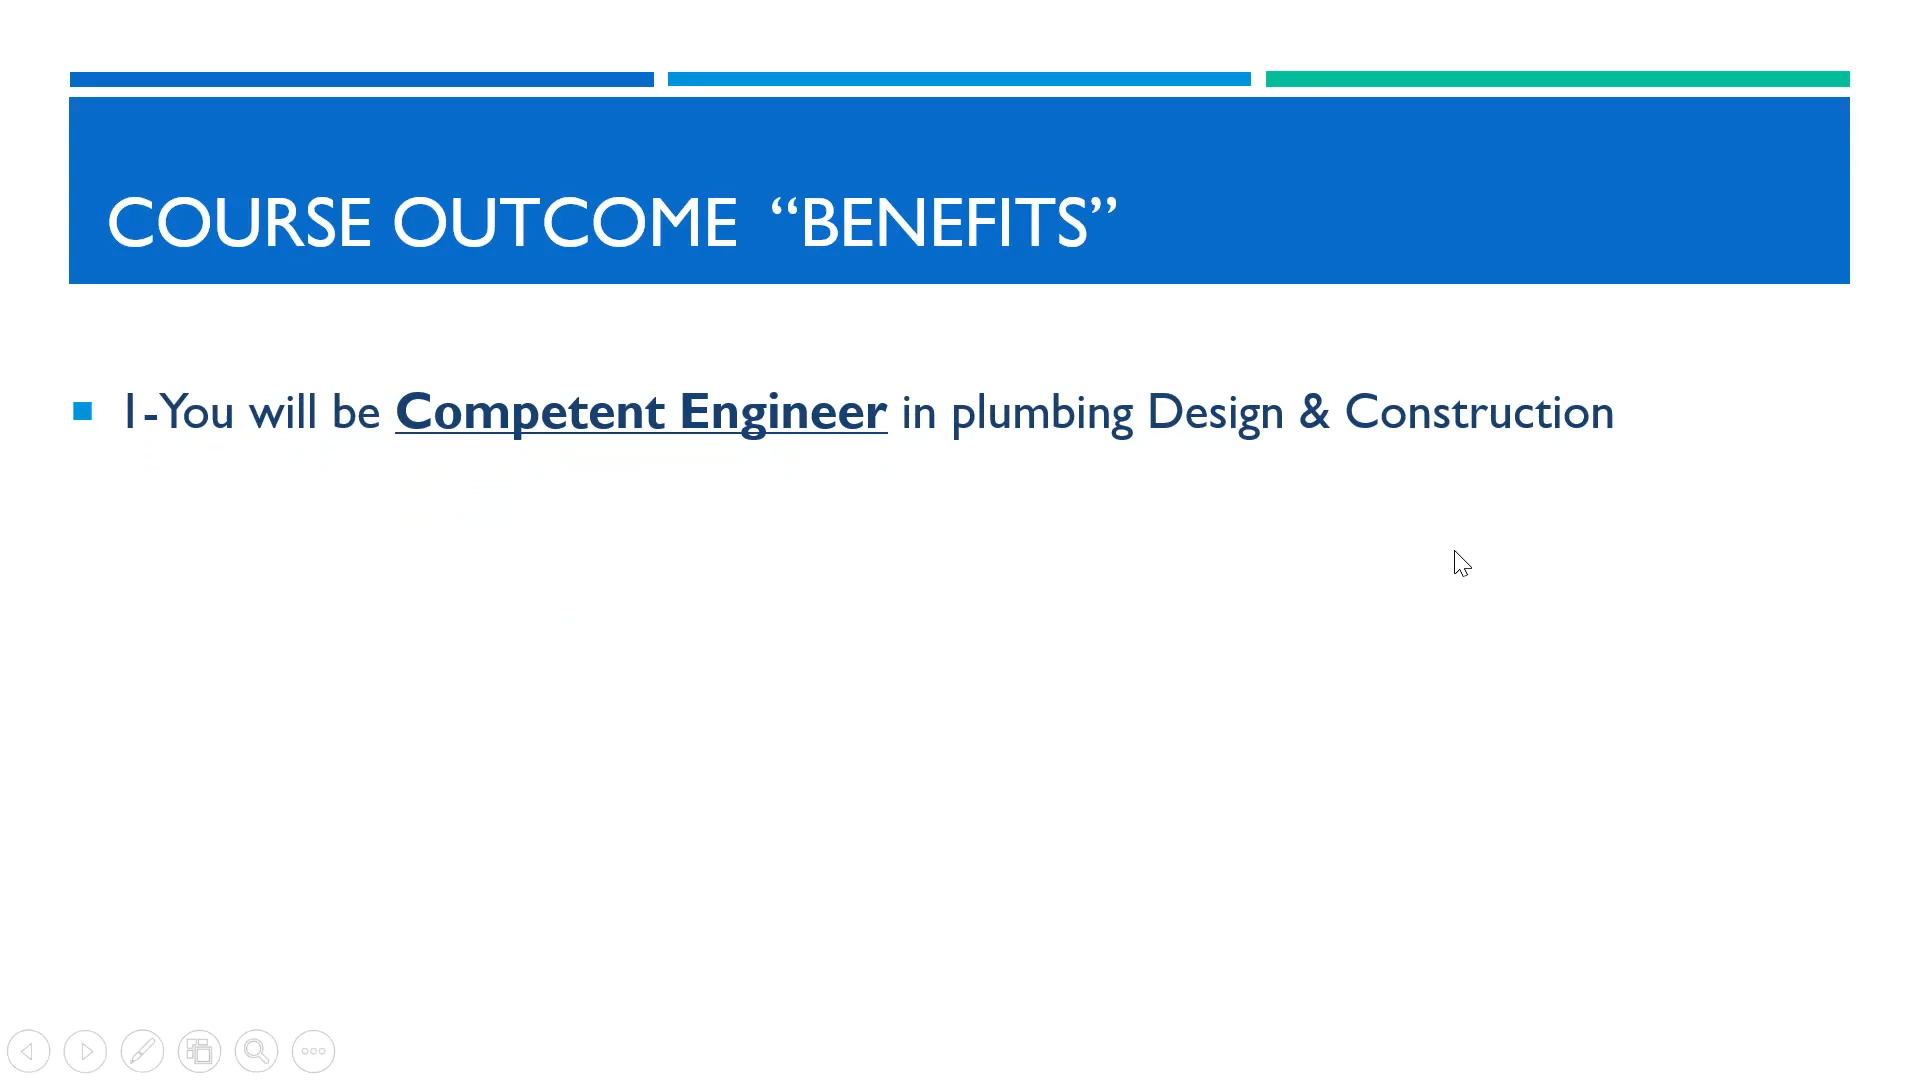 COURSE OUTCOME “BENEFITS”
1-You will be Competent Engineer in plumbing Design & Construction